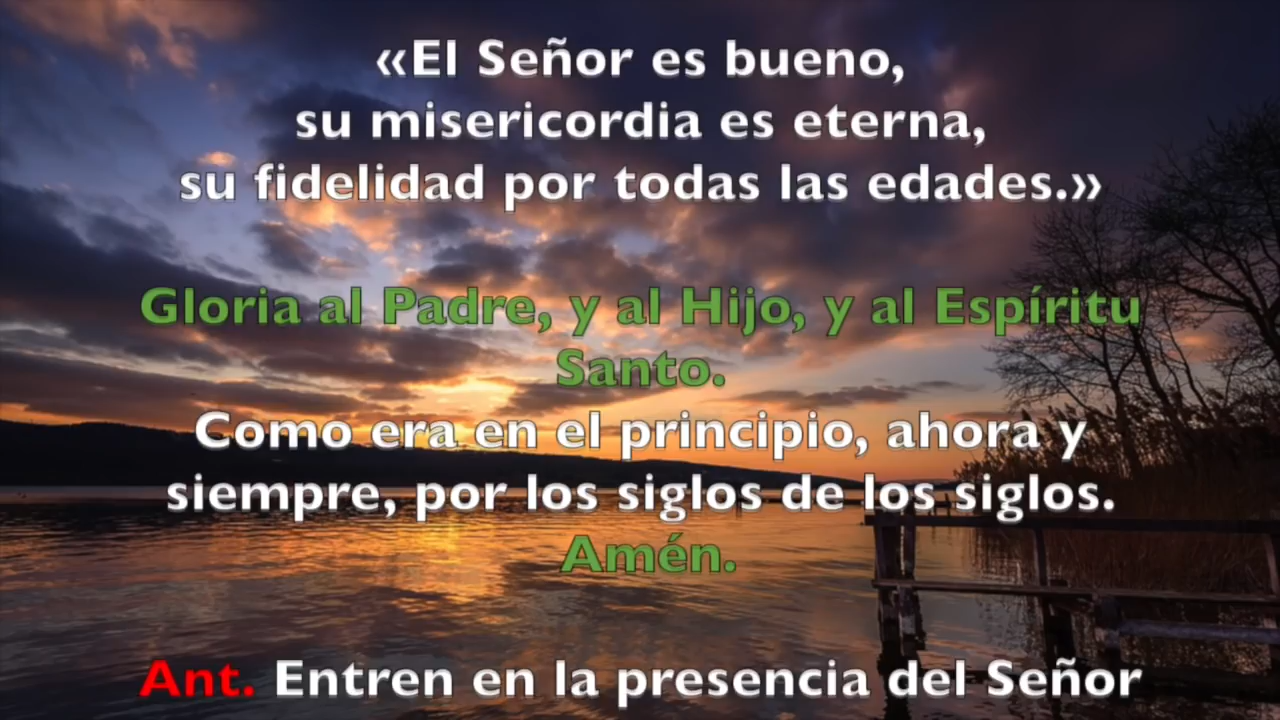 «El Señor es bueno,
su misericordia es eterna,
su fidelidad por todas las edades.»
Gloria al Padre, y al Hijo, y al Espíritu
Santo.
Como era en el principio, ahora y
siempre, por los siglos de los siglos.
Amén.
Ant. Entren en la presencia del Señor